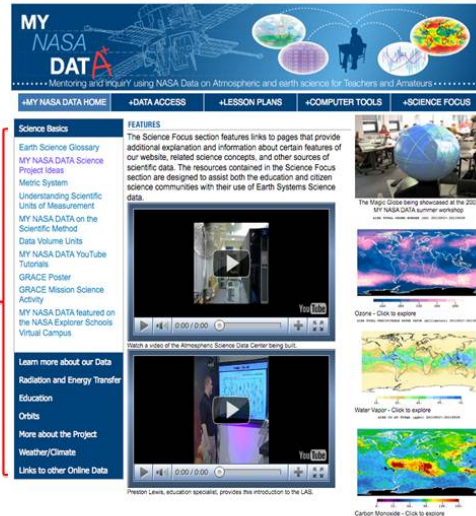 MY
NASA
DATA
Mentoring and inquirY using NASA Data on Atmospheric and earth science for Teachers and Amateurs
+MY NASA DATA HOME
+DATA ACCESS
+LESSON PLANS
+COMPUTER TOOLS
+SCIENCE FOCUS
Science Basics
Earth Science Glossary
MY NASA DATA Science
Project Ideas
Metric System
Understanding Scientific
Units of Measurement
MY NASA DATA on the
Scientific Method
Data Volume Units
MY NASA DATA YouTube
Tutorials
GRACE Poster
GRACE Mission Science
Activity
MY NASA DATA featured on
the NASA Explorer Schools
Virtual Campus
Learn more about our Data
Radiation and Energy Transfer
Education
Orbits
More about the Project
Weather/Climate
Links to other Online Data
FEATURES
The Science Focus section features links to pages that provide
additional explanation and information about certain features of
our website, related science concepts, and other sources of
scientific data. The resources contained in the Science Focus
section are designed to assist both the education and citizen
science communities with their use of Earth Systems Science
data.
YouTube
0:00 / 0:00
Watch a video of the Atmospheric Science Data Center being built.
YouTube
0:00 / 0:00
Preston Lewis, education specialist, provides this introduction to the LAS.
The Magic Globe being showcased at the 200
MY NASA DATA summer workshop
Ozone - Click to explore
Water Vapor - Click to explore
Carbon Monoxide - Click to explore